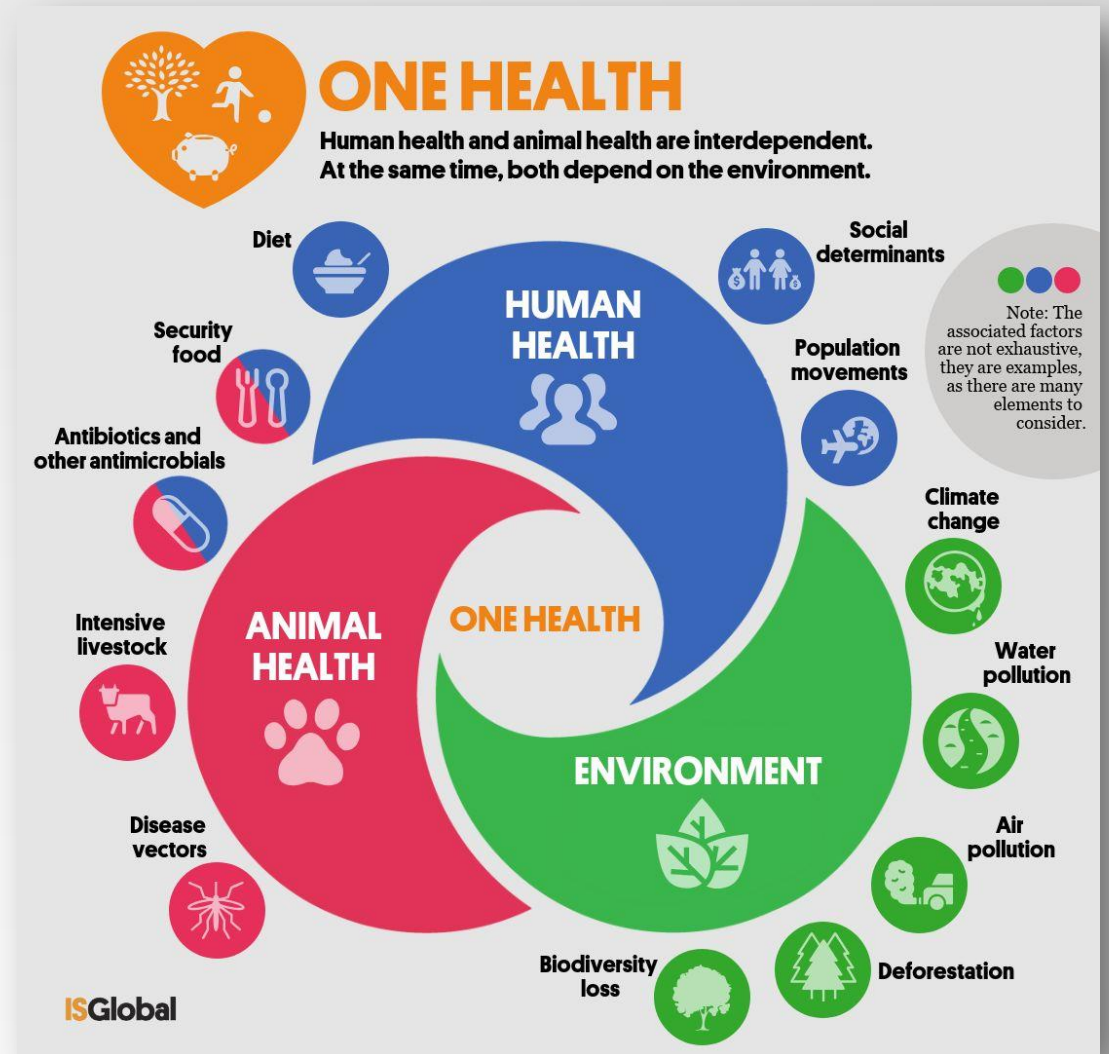 ONE HEALTH
Human health and animal health are interdependent.
At the same time, both depend on the environment.
Diet
Social
determinants
HUMAN
HEALTH
Security
food
Population
movements
Note: The
associated factors
are not exhaustive,
they are examples,
as there are many
elements to
consider.
Antibiotics and
other antimicrobials
Climate
change
Intensive
livestock
ANIMAL
HEALTH
ONE HEALTH
Water
pollution
ENVIRONMENT
Disease
vectors
Air
pollution
Biodiversity
loss
Deforestation
ISGlobal